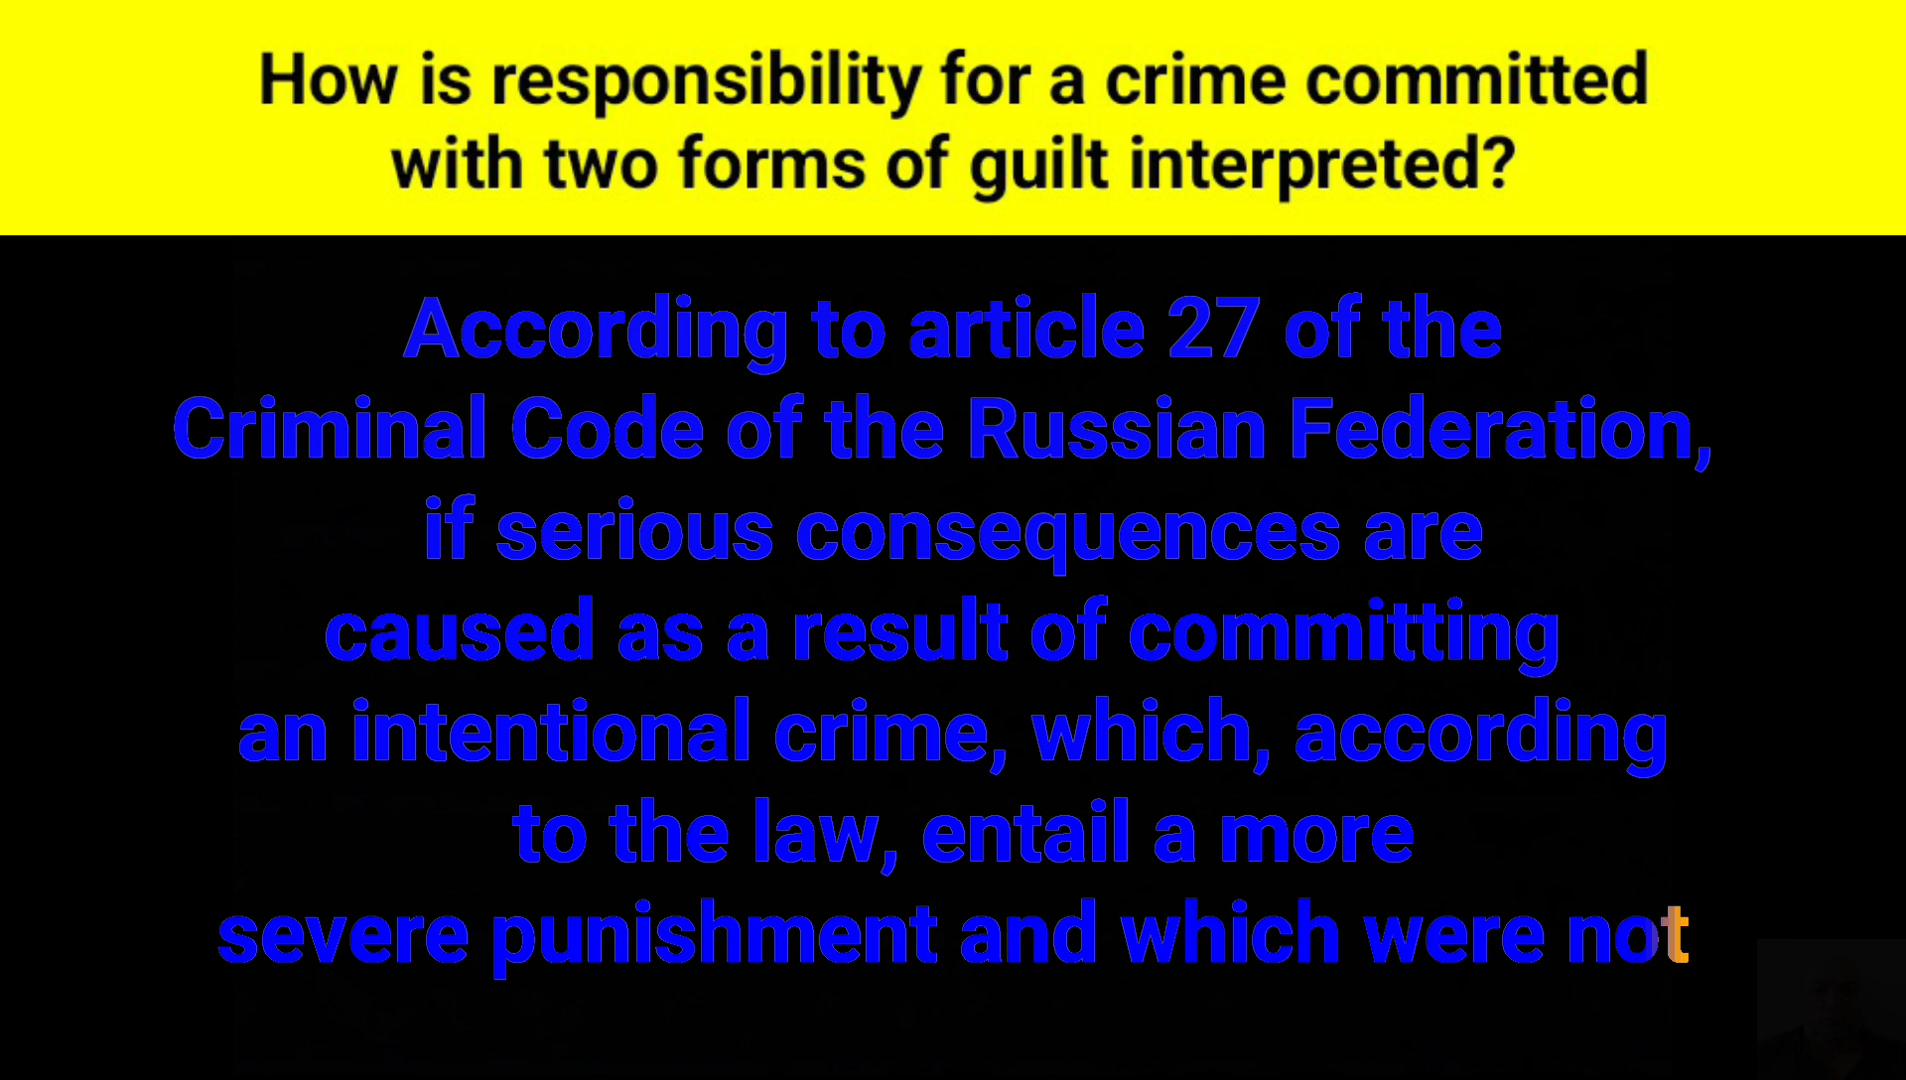 How is responsibility for a crime committed
with two forms of guilt interpreted?
According to article 27 of the
Criminal Code of the Russian Federation,
if serious consequences are
caused as a result of committing
an intentional crime, which, according
to the law, entail a more
severe punishment and which were not